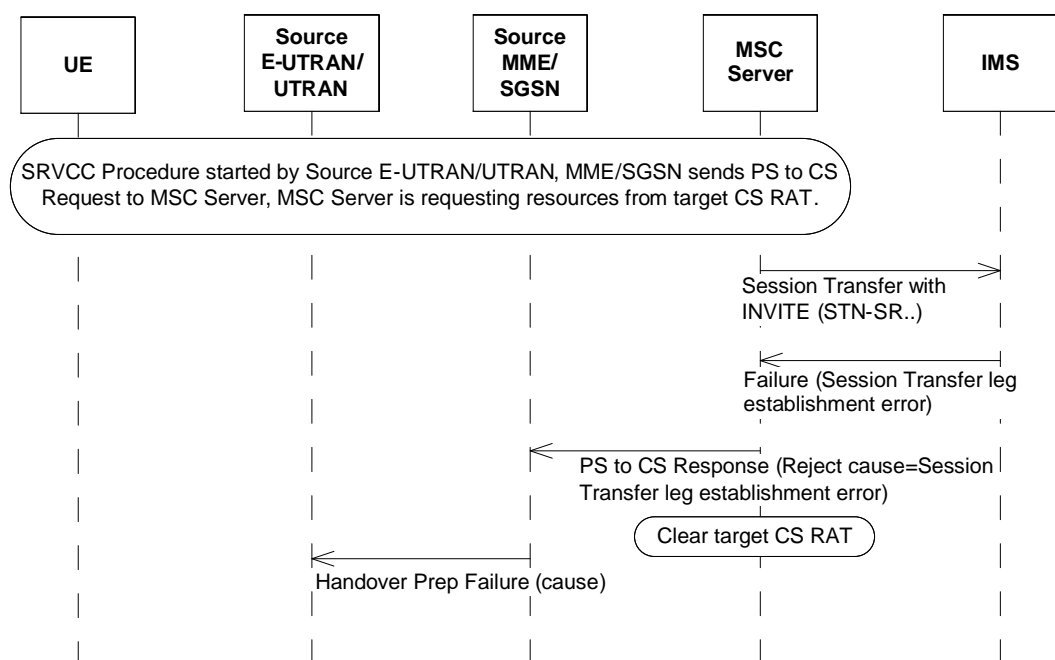 UE
Source
E-UTRAN/
UTRAN
Source
MME/
SGSN
MSC
Server
IMS
SRVCC Procedure started by Source E-UTRAN/UTRAN, MME/SGSN sends PS to CS
Request to MSC Server, MSC Server is requesting resources from target CS RAT.
Session Transfer with
INVITE (STN-SR..)
Failure (Session Transfer leg
establishment error)
PS to CS Response (Reject cause=Session
Transfer leg establishment error)
Clear target CS RAT
Handover Prep Failure (cause)